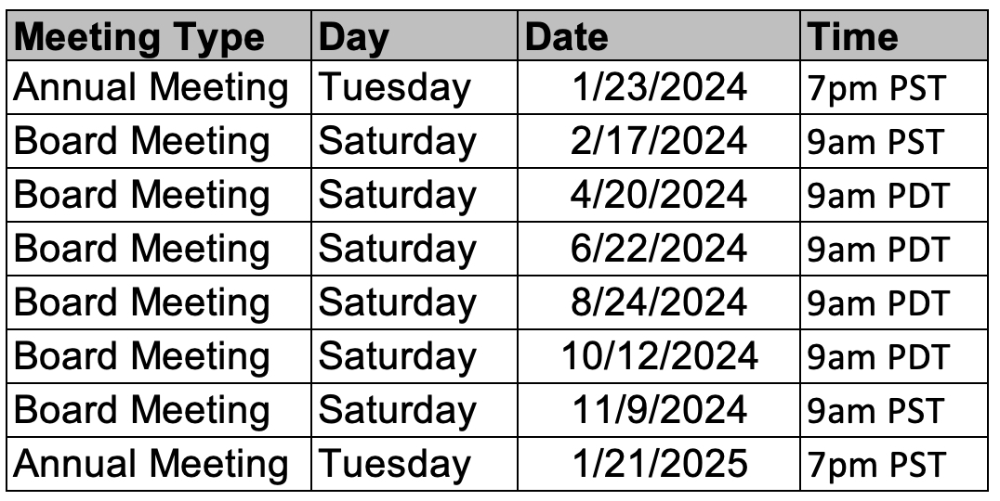 Meeting Type Day Date Time
Annual Meeting Tuesday 1/23/2024 7pm PST
Board Meeting Saturday 2/17/2024 9am PST
Board Meeting Saturday 4/20/2024 9am PDT
Board Meeting Saturday 6/22/2024 9am PDT
Board Meeting Saturday 8/24/2024 9am PDT
Board Meeting Saturday 10/12/2024 9am PDT
Board Meeting Saturday 11/9/2024 9am PST
Annual Meeting Tuesday 1/21/2025 7pm PST